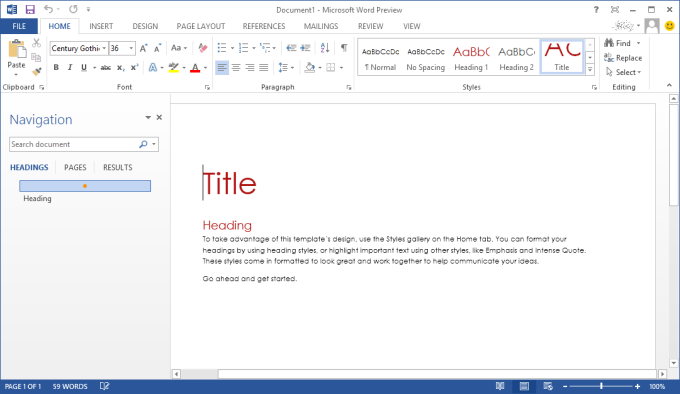 Document1 - Microsoft Word Preview
FILE HOME INSERT DESIGN PAGE LAYOUT REFERENCES MAILINGS REVIEW VIEW
Paste
Century Gothi 36
Aa
B I U abc x₂ x²
AaBbCcDc AaBbCcDc AaBbC AaBbCc
¶ Normal No Spacing Heading 1 Heading 2 Title
Find
Replace
Select
Clipboard Font Paragraph Styles Editing
Navigation
Search document
HEADINGS PAGES RESULTS
Heading
Title
Heading
To take advantage of this template's design, use the Styles gallery on the Home tab. You can format your
headings by using heading styles, or highlight important text using other styles, like Emphasis and Intense Quote.
These styles come in formatted to look great and work together to help communicate your ideas.
Go ahead and get started.
PAGE 1 OF 1 59 WORDS 100%